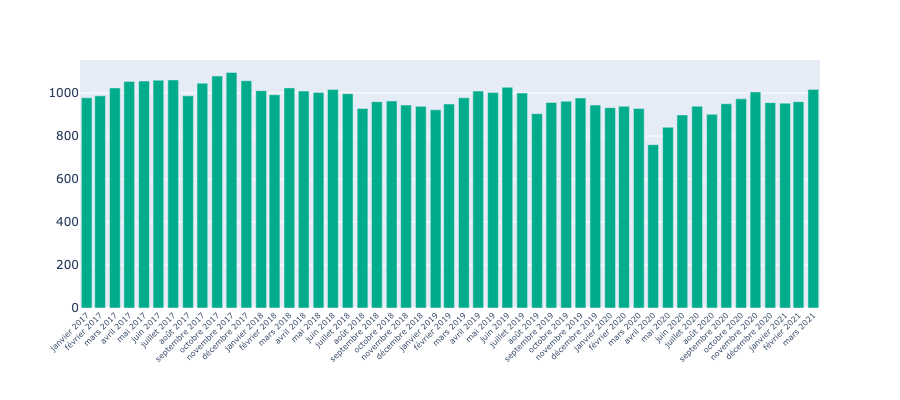 1000
800
600
400
200
0
janvier 2017
février 2017
mars 2017
avril 2017
mai 2017
juin 2017
juillet 2017
août 2017
septembre 2017
octobre 2017
novembre 2017
décembre 2017
janvier 2018
février 2018
mars 2018
avril 2018
mai 2018
juin 2018
juillet 2018
août 2018
septembre 2018
octobre 2018
novembre 2018
décembre 2018
janvier 2019
février 2019
mars 2019
avril 2019
mai 2019
juin 2019
juillet 2019
août 2019
septembre 2019
octobre 2019
novembre 2019
décembre 2019
janvier 2020
février 2020
mars 2020
avril 2020
mai 2020
juin 2020
juillet 2020
août 2020
septembre 2020
octobre 2020
novembre 2020
décembre 2020
janvier 2021
février 2021
mars 2021